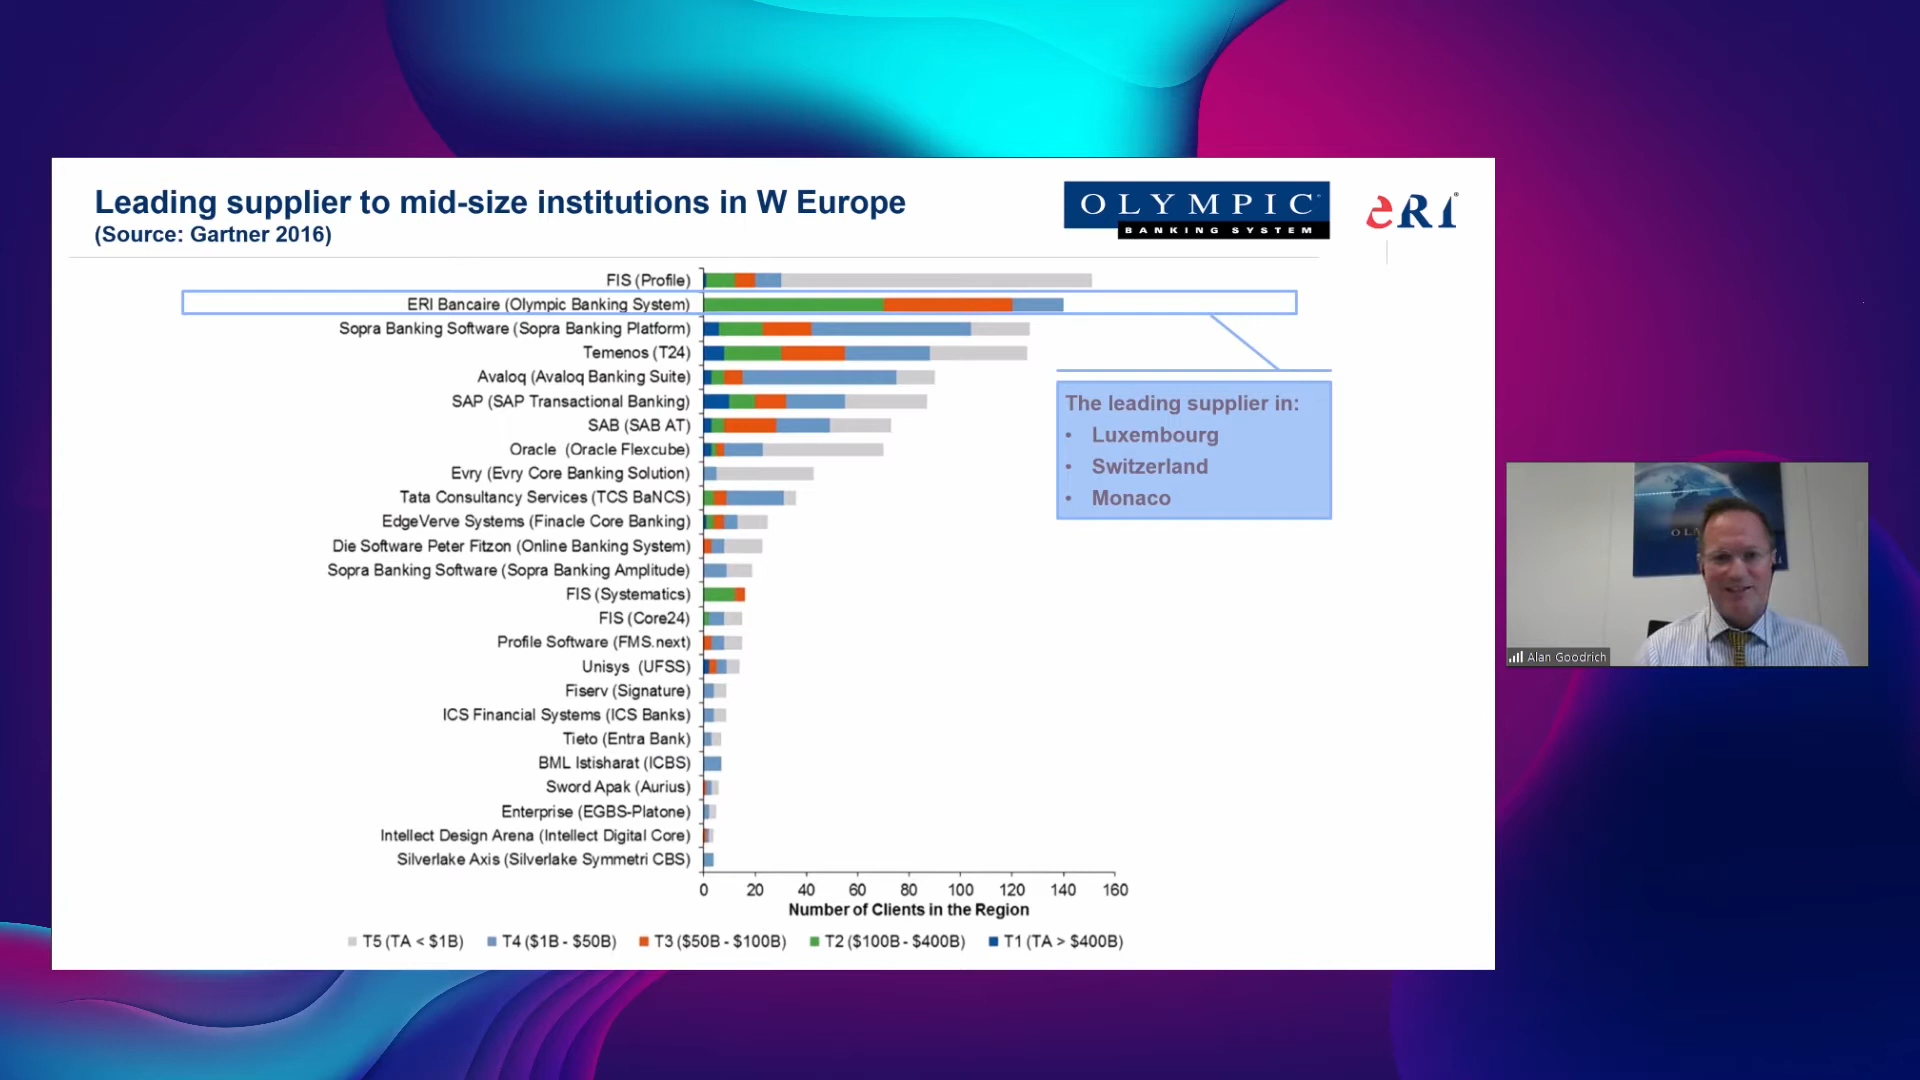 Leading supplier to mid-size institutions in W Europe
(Source: Gartner 2016)
OLYMPIC
BANKING SYSTEM
eRI
FIS (Profile)
ERI Bancaire (Olympic Banking System)
Sopra Banking Software (Sopra Banking Platform)
Temenos (T24)
Avaloq (Avaloq Banking Suite)
SAP (SAP Transactional Banking)
SAB (SAB AT)
Oracle (Oracle Flexcube)
Evry (Evry Core Banking Solution)
Tata Consultancy Services (TCS BaNCS)
EdgeVerve Systems (Finacle Core Banking)
Die Software Peter Fitzon (Online Banking System)
Sopra Banking Software (Sopra Banking Amplitude)
FIS (Systematics)
FIS (Core24)
Profile Software (FMS.next)
Unisys (UFSS)
Fiserv (Signature)
ICS Financial Systems (ICS Banks)
Tieto (Entra Bank)
BML Istisharat (ICBS)
Sword Apak (Aurius)
Enterprise (EGBS-Platone)
Intellect Design Arena (Intellect Digital Core)
Silverlake Axis (Silverlake Symmetri CBS)
0 20 40 60 80 100 120 140 160
Number of Clients in the Region
T5 (TA < $1B) T4 ($1B - $50B) T3 ($50B - $100B) T2 ($100B - $400B) T1 (TA > $400B)
The leading supplier in:
• Luxembourg
• Switzerland
• Monaco
Alan Goodrich